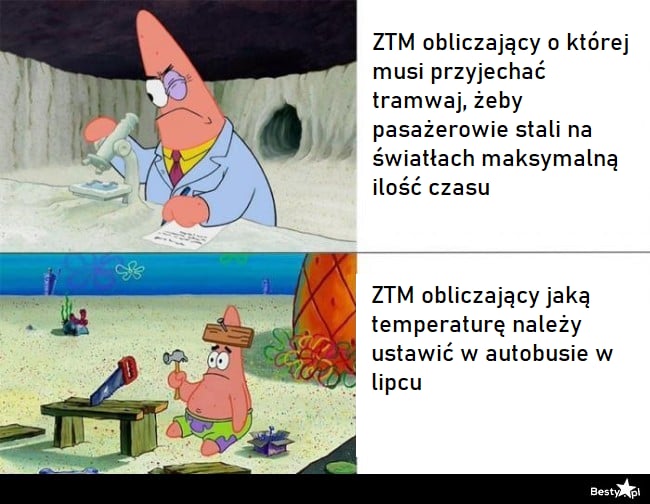 ZTM obliczający o której
musi przyjechać
tramwaj, żeby
pasażerowie stali na
światłach maksymalną
ilość czasu
ZTM obliczający jaką
temperaturę należy
ustawić w autobusie w
lipcu
Besty.pl